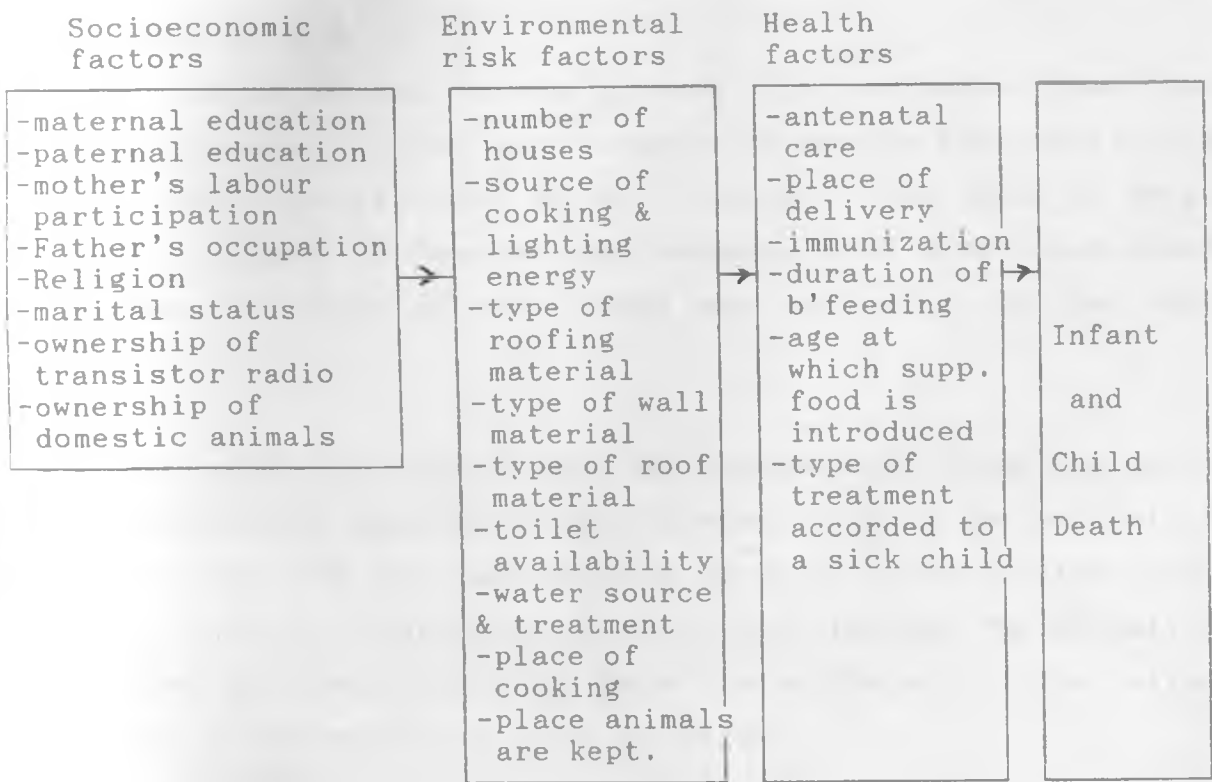 Socioeconomic
factors
-maternal education
-paternal education
-mother's labour
participation
-Father's occupation
-Religion
-marital status
-ownership of
transistor radio
-ownership of
domestic animals
Environmental
risk factors
-number of
houses
-source of
cooking &
lighting
energy
-type of
roofing
material
-type of wall
material
-type of roof
material
-toilet
availability
-water source
& treatment
-place of
cooking
-place animals
are kept.
Health
factors
-antenatal
care
-place of
delivery
-immunization
-duration of
b'feeding
-age at
which supp.
food is
introduced
-type of
treatment
accorded to
a sick child
Infant
and
Child
Death